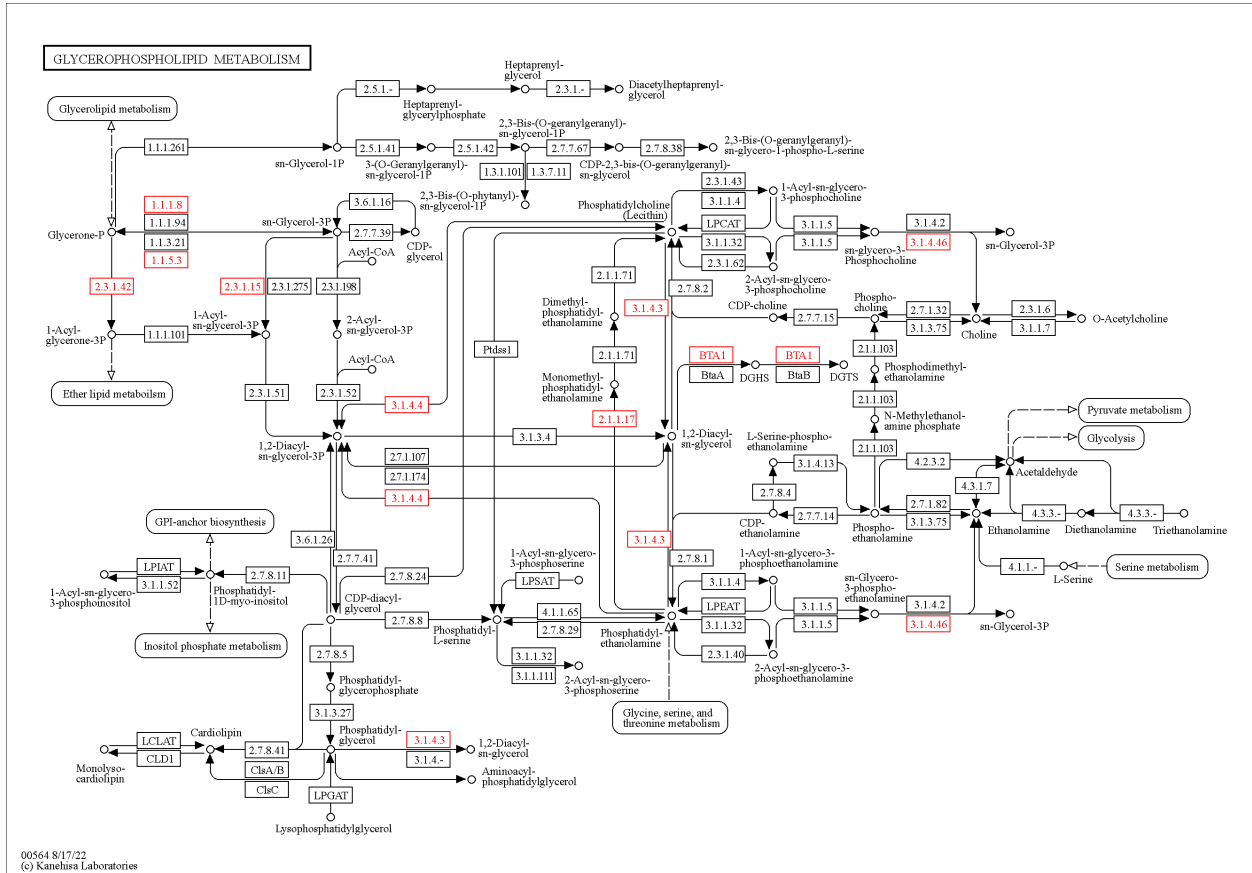 GLYCEROPHOSPHOLIPID METABOLISM
Heptaprenyl-
glycerol
2.5.1.-
2.3.1.-
Diacetylheptaprenyl-
glycerol
Heptaprenyl-
glycerylphosphate
Glycerolipid metabolism
2,3-Bis-(O-geranylgeranyl)-
sn-glycerol-1P
1.1.1.261
sn-Glycerol-1P
2.5.1.41
3-(O-Geranylgeranyl)-
sn-glycerol-1P
2.5.1.42
2.7.7.67
CDP-2,3-bis-(O-geranylgeranyl)-
sn-glycerol
2.7.8.38
2,3-Bis-(O-geranylgeranyl)-
sn-glycero-1-phospho-L-serine
1.3.1.101
1.3.7.11
2,3-Bis-(O-phytanyl)-
sn-glycerol-1P
1.1.1.8
1.1.1.94
1.1.3.21
1.1.5.3
Glycerone-P
sn-Glycerol-3P
3.6.1.16
2.7.7.39
CDP-
glycerol
Phosphatidylcholine
(Lecithin)
2.3.1.43
3.1.1.4
1-Acyl-sn-glycero-
3-phosphocholine
LPCAT
3.1.1.32
2.3.1.62
3.1.1.5
3.1.1.5
2-Acyl-sn-glycero-
3-phosphocholine
sn-glycero-3-
Phosphocholine
3.1.4.2
3.1.4.46
sn-Glycerol-3P
2.3.1.42
2.3.1.15
2.3.1.275
Acyl-CoA
2.3.1.198
2.1.1.71
Dimethyl-
phosphatidyl-
ethanolamine
3.1.4.3
2.7.8.2
CDP-choline
2.7.7.15
Phospho-
choline
2.7.1.32
3.1.3.75
Choline
2.3.1.6
3.1.1.7
O-Acetylcholine
1-Acyl-
glycerone-3P
1.1.1.101
1-Acyl-
sn-glycerol-3P
2-Acyl-
sn-glycerol-3P
Acyl-CoA
Ptdss1
2.1.1.71
Monomethyl-
phosphatidyl-
ethanolamine
BTA1
BtaA
DGHS
BTA1
BtaB
DGTS
2.1.1.103
Phosphodimethyl-
ethanolamine
Ether lipid metaboilsm
2.3.1.51
2.3.1.52
3.1.4.4
2.1.1.17
2.1.1.103
N-Methylethanol-
amine phosphate
2.1.1.103
Pyruvate metabolism
Glycolysis
1,2-Diacyl-
sn-glycerol-3P
3.1.3.4
1,2-Diacyl-
sn-glycerol
2.7.1.107
2.7.1.174
3.1.4.4
L-Serine-phospho-
ethanolamine
3.1.4.13
2.7.8.4
CDP-
ethanolamine
2.7.7.14
Phospho-
ethanolamine
4.2.3.2
Acetaldehyde
4.3.1.7
2.7.1.82
3.1.3.75
Ethanolamine
4.3.3.-
Diethanolamine
4.3.3.-
Triethanolamine
GPI-anchor biosynthesis
3.6.1.26
2.7.7.41
3.1.4.3
2.7.8.1
4.1.1.-
L-Serine
Serine metabolism
LPIAT
3.1.1.52
1-Acyl-sn-glycero-
3-phosphoinositol
Phosphatidyl-
1D-myo-inositol
2.7.8.11
2.7.8.24
CDP-diacyl-
glycerol
1-Acyl-sn-glycero-
3-phosphoserine
LPSAT
1-Acyl-sn-glycero-3-
phosphoethanolamine
3.1.1.4
LPEAT
3.1.1.32
2.3.1.40
3.1.1.5
3.1.1.5
sn-Glycero-
3-phospho-
ethanolamine
3.1.4.2
3.1.4.46
sn-Glycerol-3P
Inositol phosphate metabolism
2.7.8.8
Phosphatidyl-
L-serine
4.1.1.65
2.7.8.29
Phosphatidyl-
ethanolamine
2-Acyl-sn-glycero-3-
phosphoethanolamine
2.7.8.5
3.1.1.32
3.1.1.111
2-Acyl-sn-glycero-
3-phosphoserine
Phosphatidyl-
glycerophosphate
3.1.3.27
Glycine, serine, and
threonine metabolism
Phosphatidyl-
glycerol
Cardiolipin
LCLAT
CLD1
Monolyso-
cardiolipin
2.7.8.41
ClsA/B
ClsC
3.1.4.3
3.1.4.-
1,2-Diacyl-
sn-glycerol
Aminoacyl-
phosphatidylglycerol
LPGAT
Lysophosphatidylglycerol
00564 8/17/22
(c) Kanehisa Laboratories